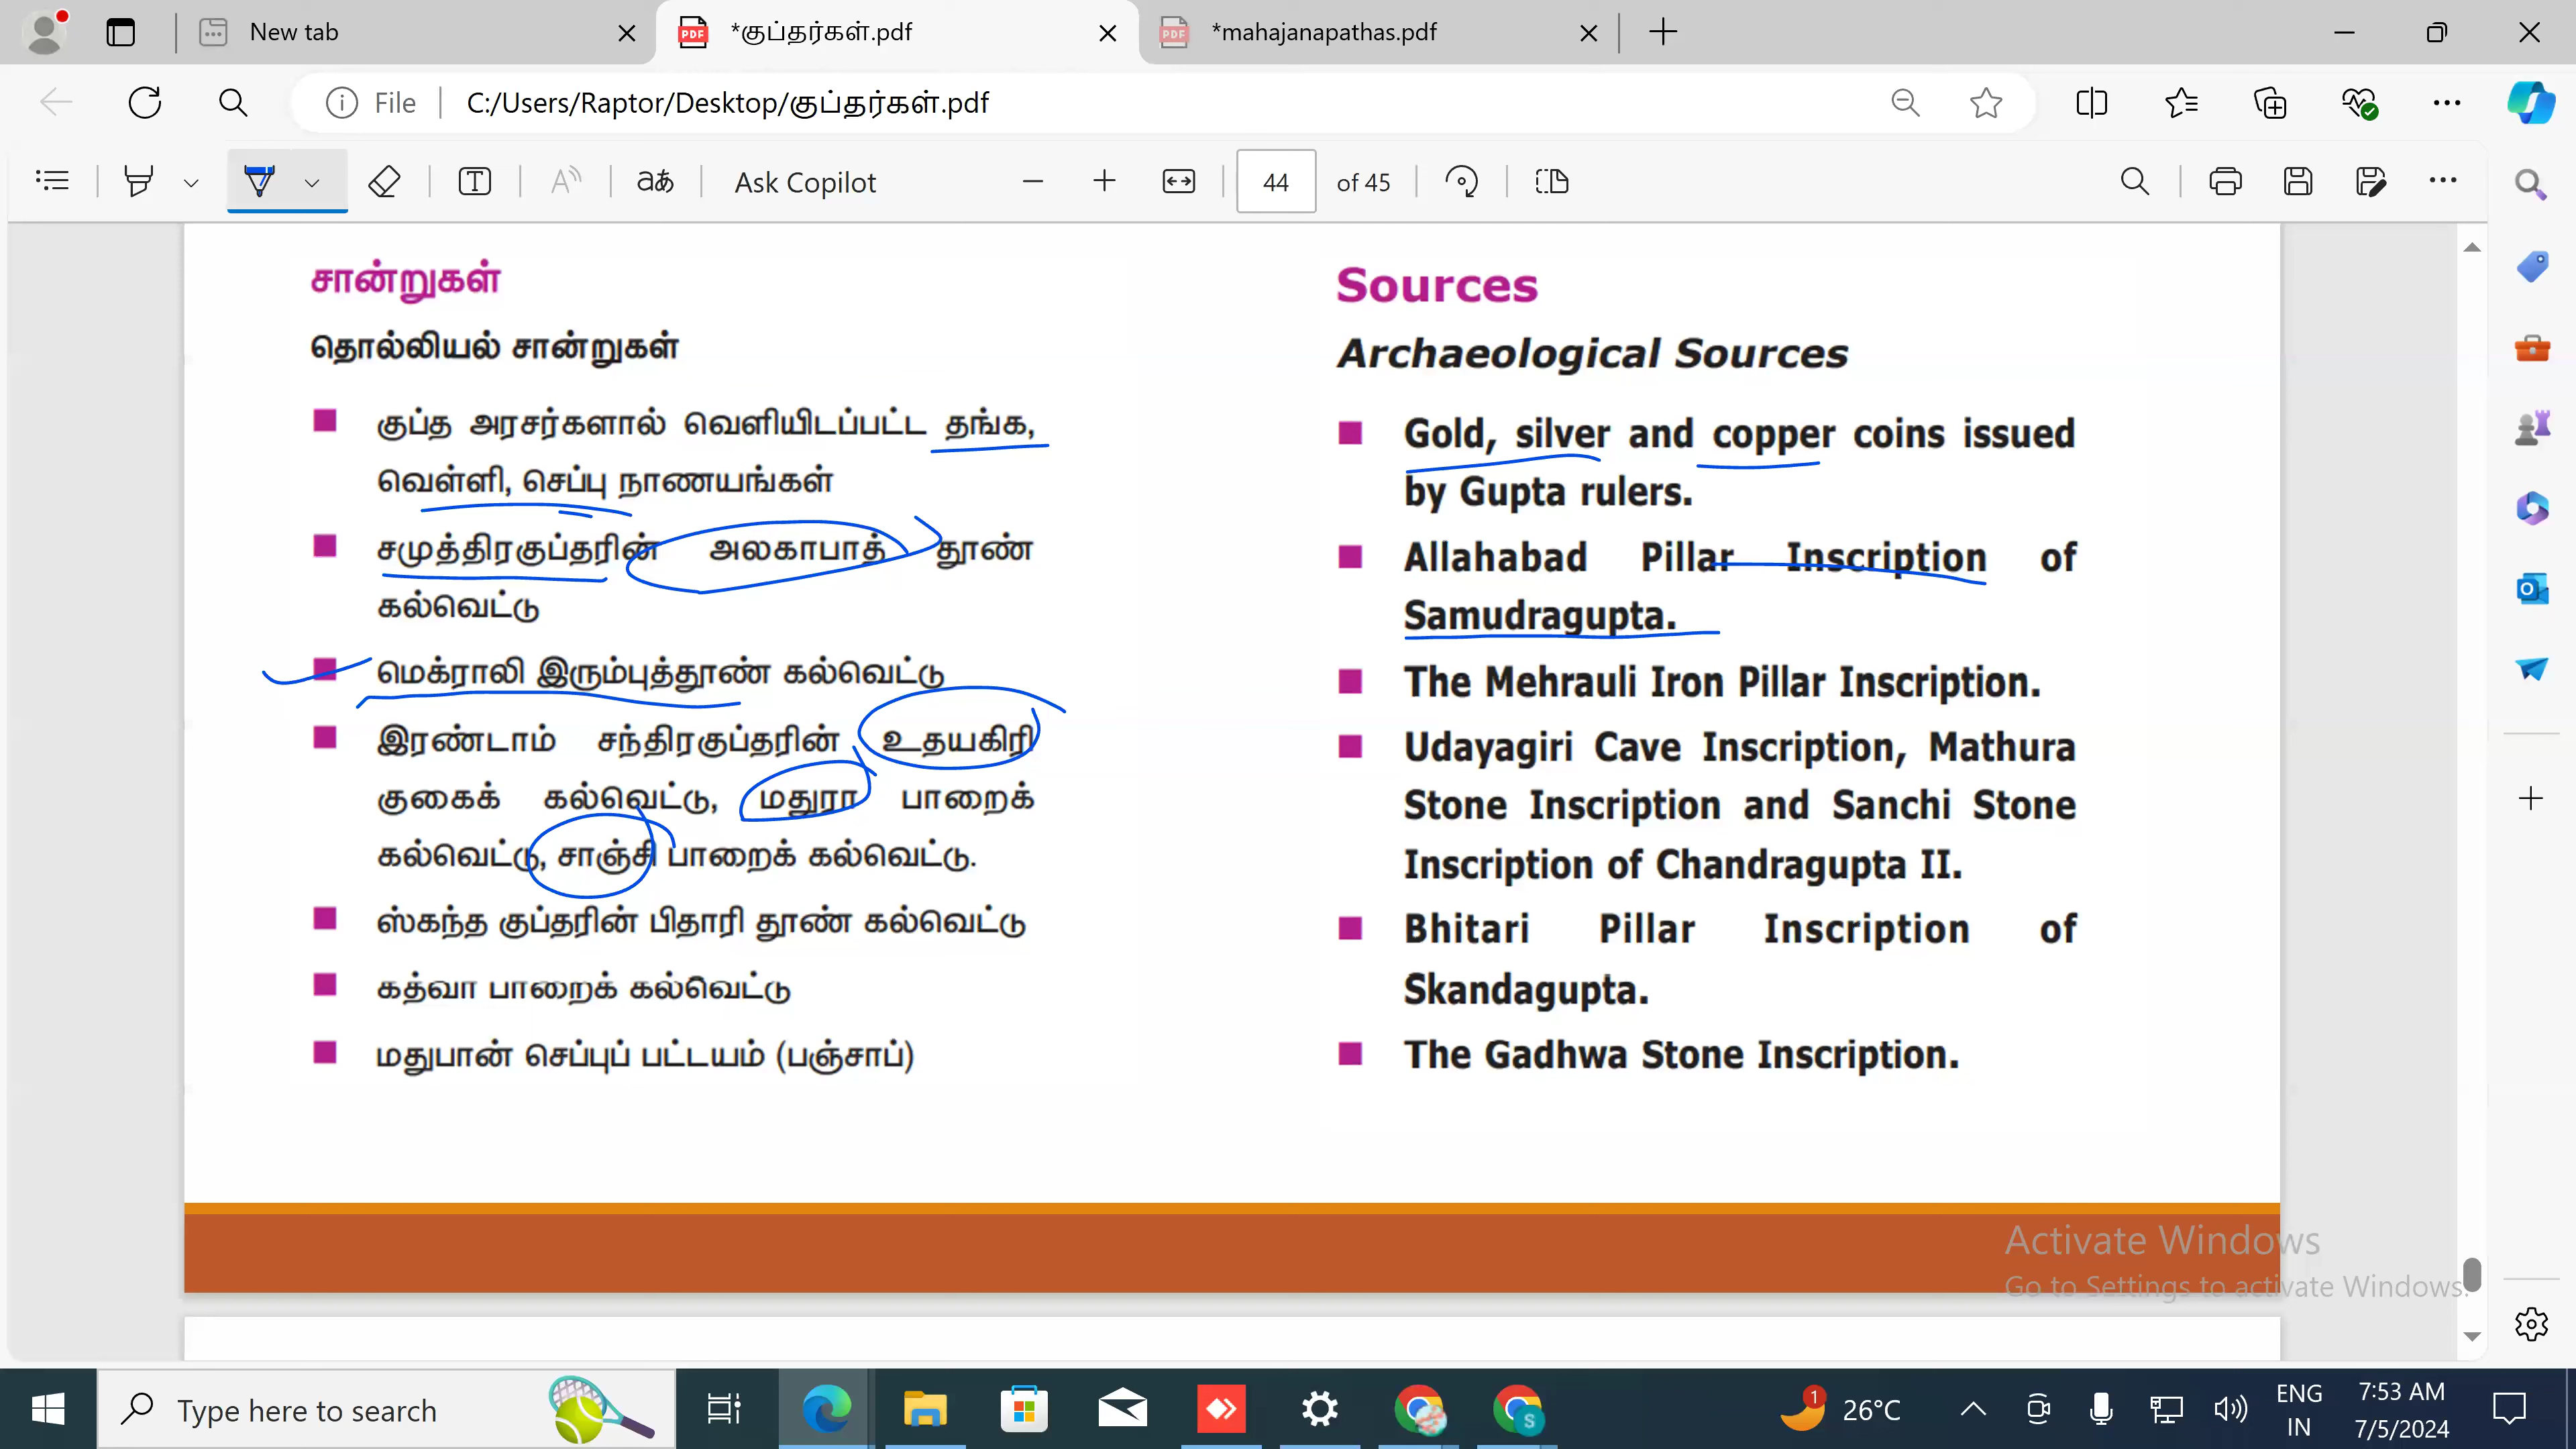 New tab
*குப்தர்கள்.pdf
*mahajanapathas.pdf
File
C:/Users/Raptor/Desktop/குப்தர்கள்.pdf
Ask Copilot
44
of 45
சான்றுகள்
தொல்லியல் சான்றுகள்
குப்த அரசர்களால் வெளியிடப்பட்ட தங்க,
வெள்ளி, செப்பு நாணயங்கள்
சமுத்திரகுப்தரின் அலகாபாத் தூண்
கல்வெட்டு
மெக்ராலி இரும்புத்தூண் கல்வெட்டு
இரண்டாம் சந்திரகுப்தரின் உதயகிரி
குகைக் கல்வெட்டு, மதுரா பாறைக்
கல்வெட்டு, சாஞ்சி பாறைக் கல்வெட்டு.
ஸ்கந்த குப்தரின் பிதாரி தூண் கல்வெட்டு
கத்வா பாறைக் கல்வெட்டு
மதுபான் செப்புப் பட்டயம் (பஞ்சாப்)
Sources
Archaeological Sources
Gold, silver and copper coins issued
by Gupta rulers.
Allahabad Pillar Inscription of
Samudragupta.
The Mehrauli Iron Pillar Inscription.
Udayagiri Cave Inscription, Mathura
Stone Inscription and Sanchi Stone
Inscription of Chandragupta II.
Bhitari Pillar Inscription of
Skandagupta.
The Gadhwa Stone Inscription.
Activate Windows
Go to Settings to activate Windows.
Type here to search
1
26°C
ENG
IN
7:53 AM
7/5/2024